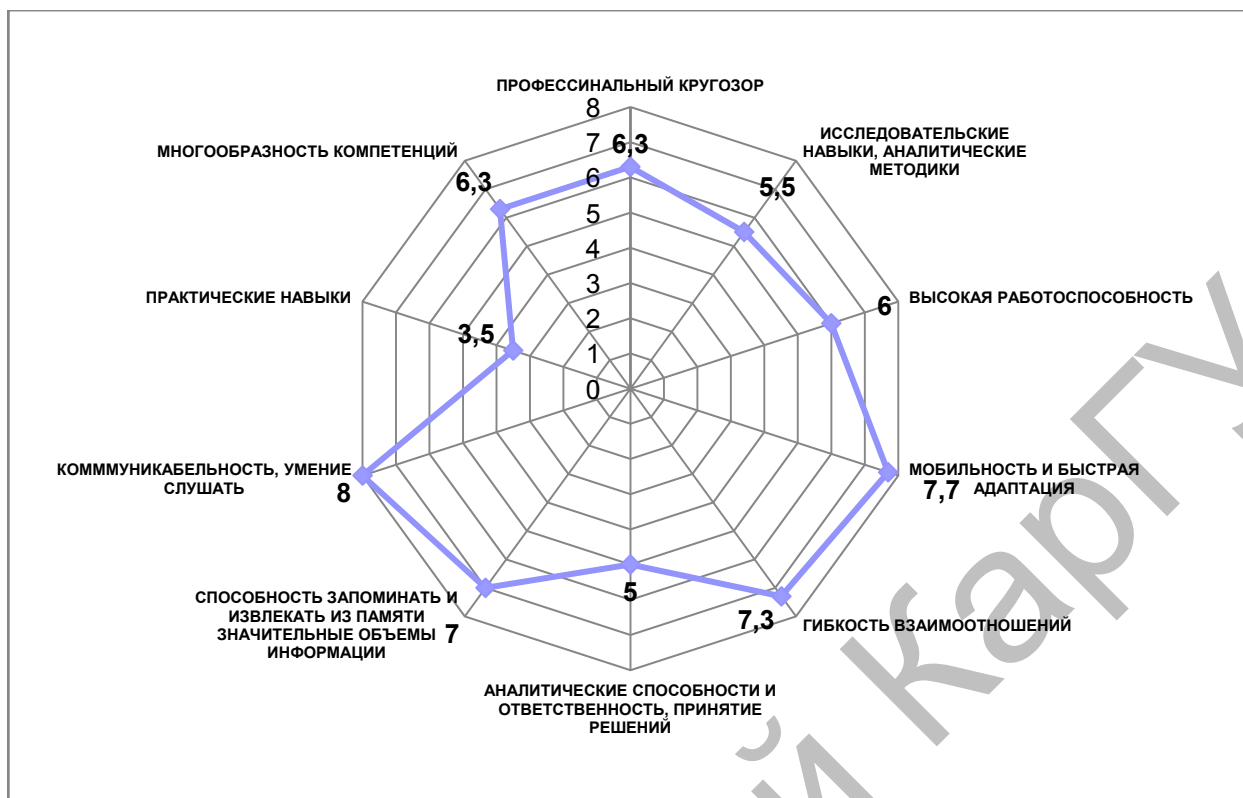 ПРОФЕССИНАЛЬНЫЙ КРУГОЗОР
8
7
6
5
4
3
2
1
0
6,3
ИССЛЕДОВАТЕЛЬСКИЕ
НАВЫКИ, АНАЛИТИЧЕСКИЕ
МЕТОДИКИ
5,5
ВЫСОКАЯ РАБОТОСПОСОБНОСТЬ
6
МОБИЛЬНОСТЬ И БЫСТРАЯ
АДАПТАЦИЯ
7,7
ГИБКОСТЬ ВЗАИМООТНОШЕНИЙ
7,3
АНАЛИТИЧЕСКИЕ СПОСОБНОСТИ И
ОТВЕТСТВЕННОСТЬ, ПРИНЯТИЕ
РЕШЕНИЙ
5
СПОСОБНОСТЬ ЗАПОМИНАТЬ И
ИЗВЛЕКАТЬ ИЗ ПАМЯТИ
ЗНАЧИТЕЛЬНЫЕ ОБЪЕМЫ
ИНФОРМАЦИИ
7
КОМММУНИКАБЕЛЬНОСТЬ, УМЕНИЕ
СЛУШАТЬ
8
ПРАКТИЧЕСКИЕ НАВЫКИ
3,5
МНОГООБРАЗНОСТЬ КОМПЕТЕНЦИЙ
6,3
КарГУ